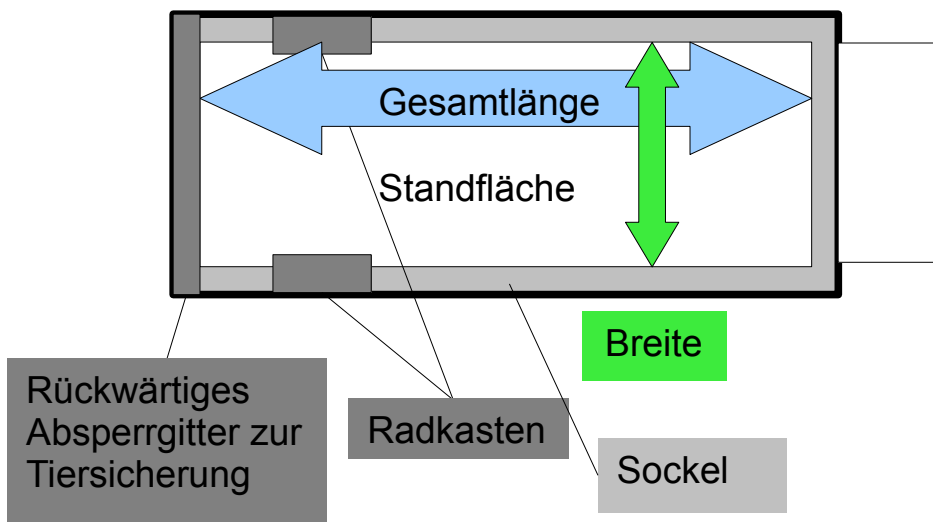 Gesamtlänge
Standfläche
Breite
Rückwärtiges
Absperrgitter zur
Tiersicherung
Radkasten
Sockel